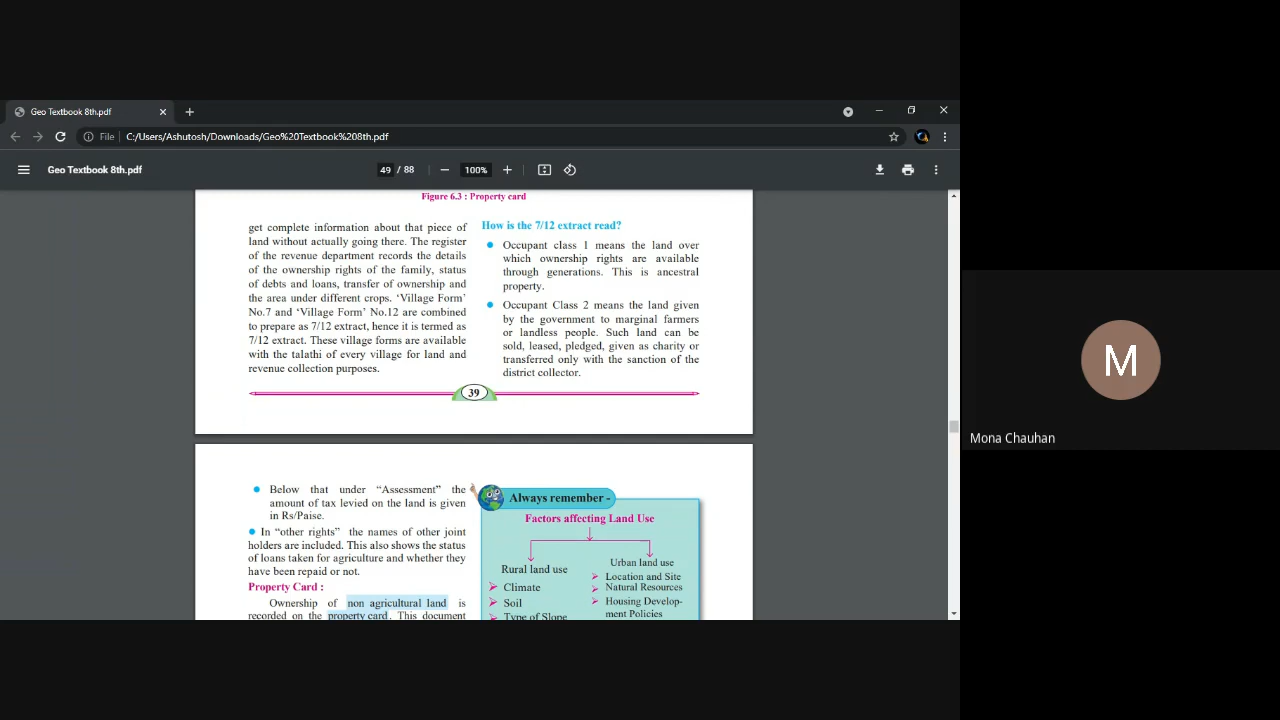 Geo Textbook 8th.pdf
File
C:/Users/Ashutosh/Downloads/Geo%20Textbook%208th.pdf
Geo Textbook 8th.pdf
49 / 88
100%
Figure 6.3 : Property card
get complete information about that piece of
land without actually going there. The register
of the revenue department records the details
of the ownership rights of the family, status
of debts and loans, transfer of ownership and
the area under different crops. ‘Village Form’
No.7 and ‘Village Form’ No.12 are combined
to prepare as 7/12 extract, hence it is termed as
7/12 extract. These village forms are available
with the talathi of every village for land and
revenue collection purposes.
How is the 7/12 extract read?
Occupant class 1 means the land over
which ownership rights are available
through generations. This is ancestral
property.
Occupant Class 2 means the land given
by the government to marginal farmers
or landless people. Such land can be
sold, leased, pledged, given as charity or
transferred only with the sanction of the
district collector.
39
Below that under “Assessment” the
amount of tax levied on the land is given
in Rs/Paise.
In “other rights” the names of other joint
holders are included. This also shows the status
of loans taken for agriculture and whether they
have been repaid or not.
Property Card :
Ownership of non agricultural land is
recorded on the property card. This document
Always remember -
Factors affecting Land Use
Rural land use
Climate
Soil
Type of Slope
Urban land use
Location and Site
Natural Resources
Housing Develop-
ment Policies
M
Mona Chauhan